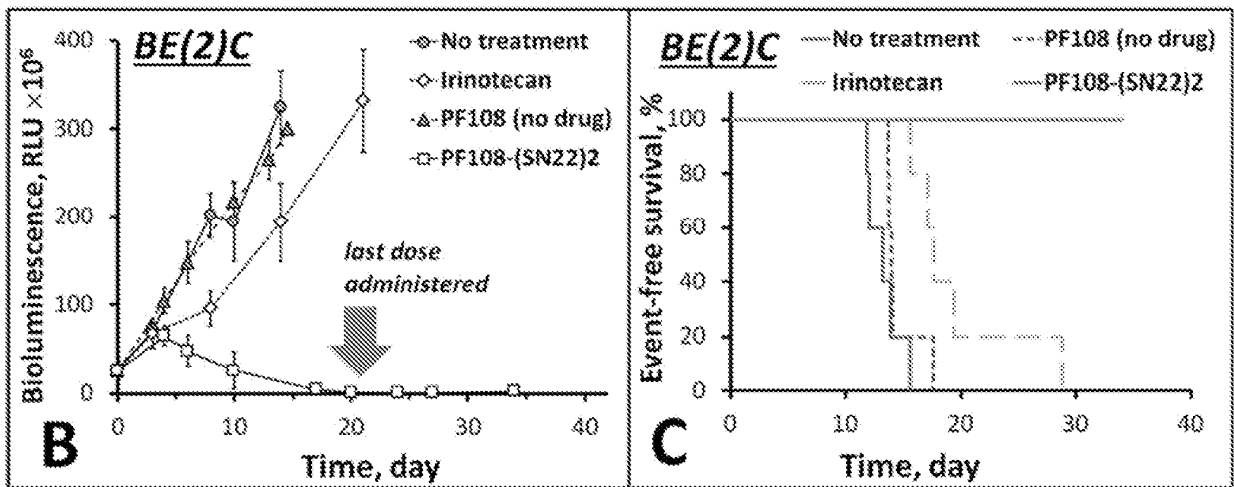 BE(2)C
No treatment
Irinotecan
PF108 (no drug)
PF108-(SN22)2
last dose
administered
Bioluminescence, RLU ×10⁶
400
300
200
100
0
0 10 20 30 40
Time, day
B
BE(2)C
No treatment PF108 (no drug)
Irinotecan PF108-(SN22)2
Event-free survival, %
100
80
60
40
20
0
0 10 20 30 40
Time, day
C